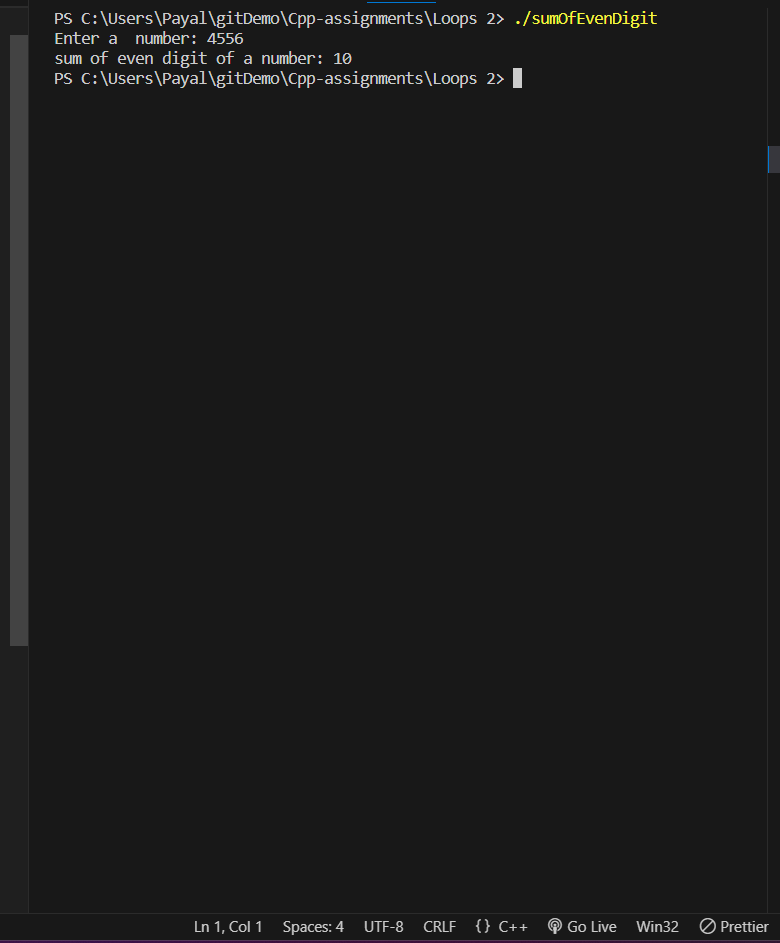 PS C:\Users\Payal\gitDemo\Cpp-assignments\Loops 2> ./sumOfEvenDigit
Enter a  number: 4556
sum of even digit of a number: 10
PS C:\Users\Payal\gitDemo\Cpp-assignments\Loops 2>
Ln 1, Col 1 Spaces: 4 UTF-8 CRLF {} C++ Go Live Win32 Prettier